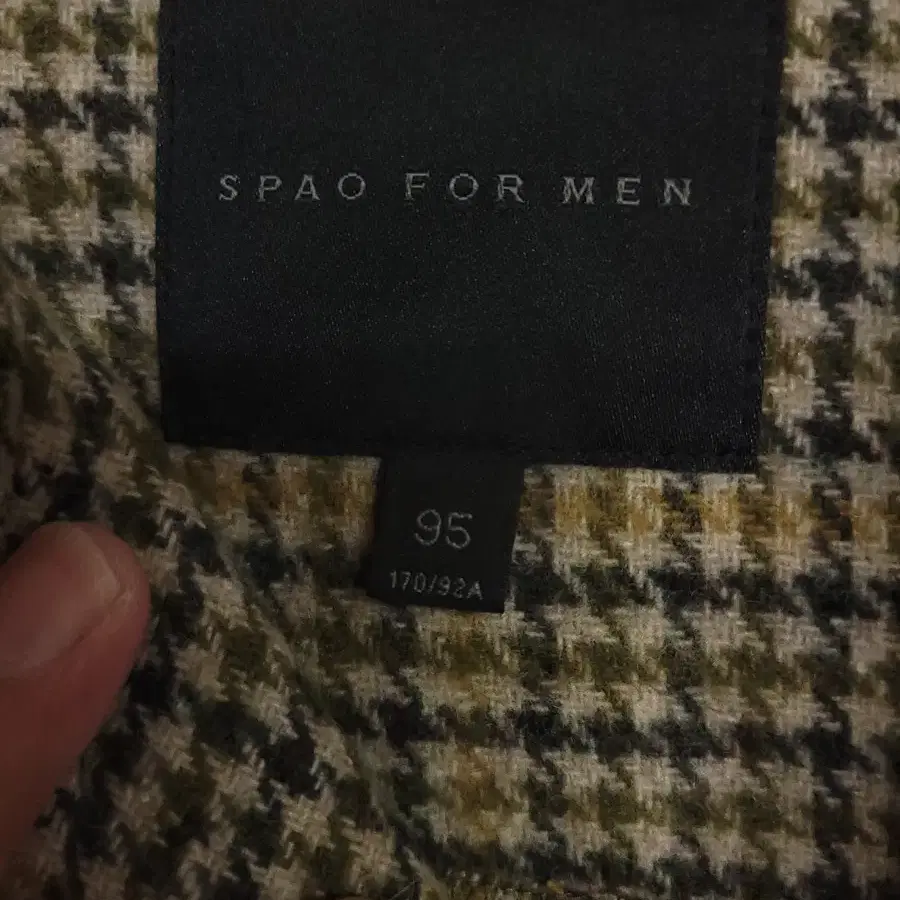 SPAO FOR MEN
95
170/92A